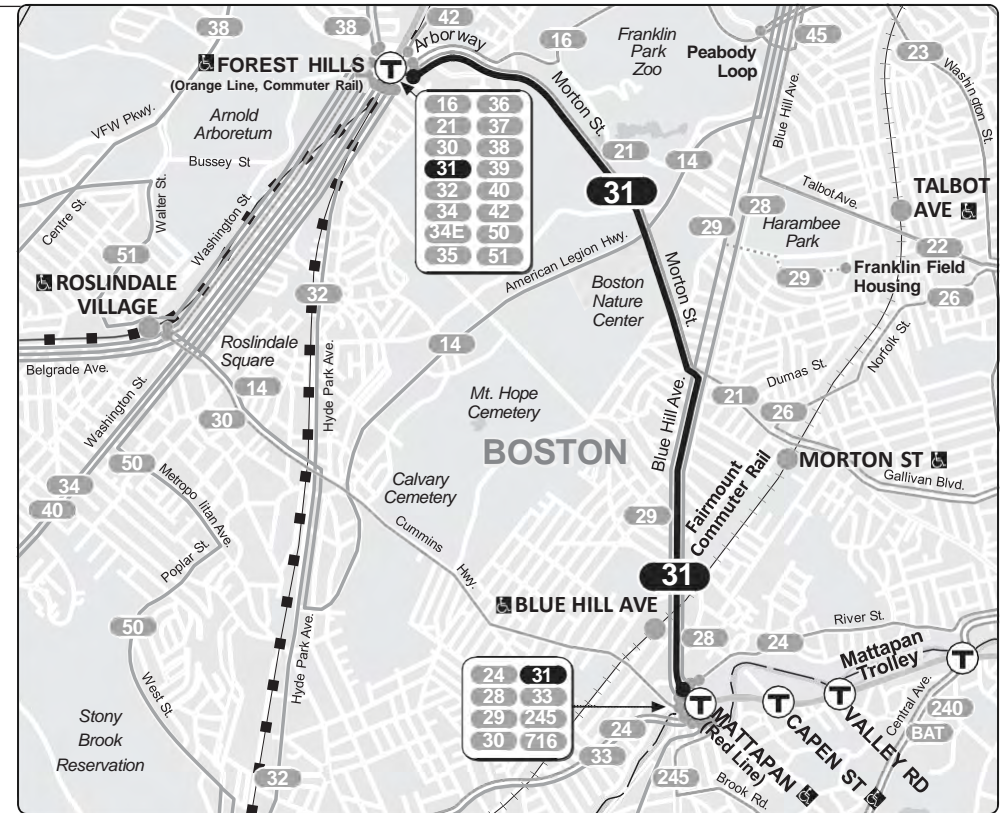 38
38
42
Arborway
16
Franklin
Park
Zoo
Peabody
Loop
45
23
Washington St.
FOREST HILLS
(Orange Line, Commuter Rail)
T
VFW Pkwy.
Arnold
Arboretum
Bussey St
Morton St.
Blue Hill Ave.
16 36
21 37
30 38
31 39
32 40
34 42
34E 50
35 51
21
14
31
Centre St.
Walter St.
Washington St.
28
Talbot Ave.
TALBOT
AVE
Harambee
Park
29
22
51
ROSLINDALE
VILLAGE
American Legion Hwy.
29
Franklin Field
Housing
26
32
Boston
Nature
Center
Morton St.
Norfolk St.
Roslindale
Square
14
Belgrade Ave.
Hyde Park Ave.
Dumas St.
14
30
Mt. Hope
Cemetery
Blue Hill Ave.
21
26
Washington St.
BOSTON
MORTON ST
Gallivan Blvd.
50
34
40
Metropo litan Ave.
Calvary
Cemetery
Cummins
Hwy.
29
Fairmount
Commuter Rail
Poplar St.
31
BLUE HILL AVE
50
Hyde Park Ave.
28
24
River St.
Mattapan
Trolley
T
West St.
24 31
28 33
29 245
30 716
T
MATTAPAN
(Red Line)
T
CAPEN ST
T
VALLEY RD
Central Ave.
240
BAT
Stony
Brook
Reservation
24
33
32
245
Brook Rd.